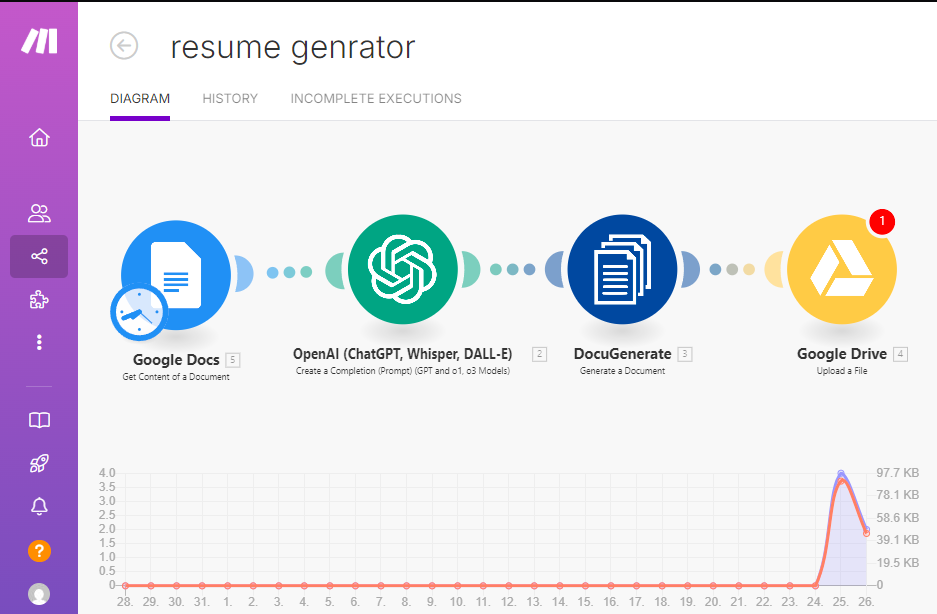 resume genrator
DIAGRAM HISTORY INCOMPLETE EXECUTIONS
1
Google Docs 5
Get Content of a Document
OpenAI (ChatGPT, Whisper, DALL-E) 2
Create a Completion (Prompt) (GPT and o1, o3 Models)
DocuGenerate 3
Generate a Document
Google Drive 4
Upload a File
4.0 97.7 KB
3.5
3.0 78.1 KB
2.5
2.0 58.6 KB
1.5 39.1 KB
1.0
0.5 19.5 KB
0 0
28. 29. 30. 31. 1. 2. 3. 4. 5. 6. 7. 8. 9. 10. 11. 12. 13. 14. 15. 16. 17. 18. 19. 20. 21. 22. 23. 24. 25. 26.
?